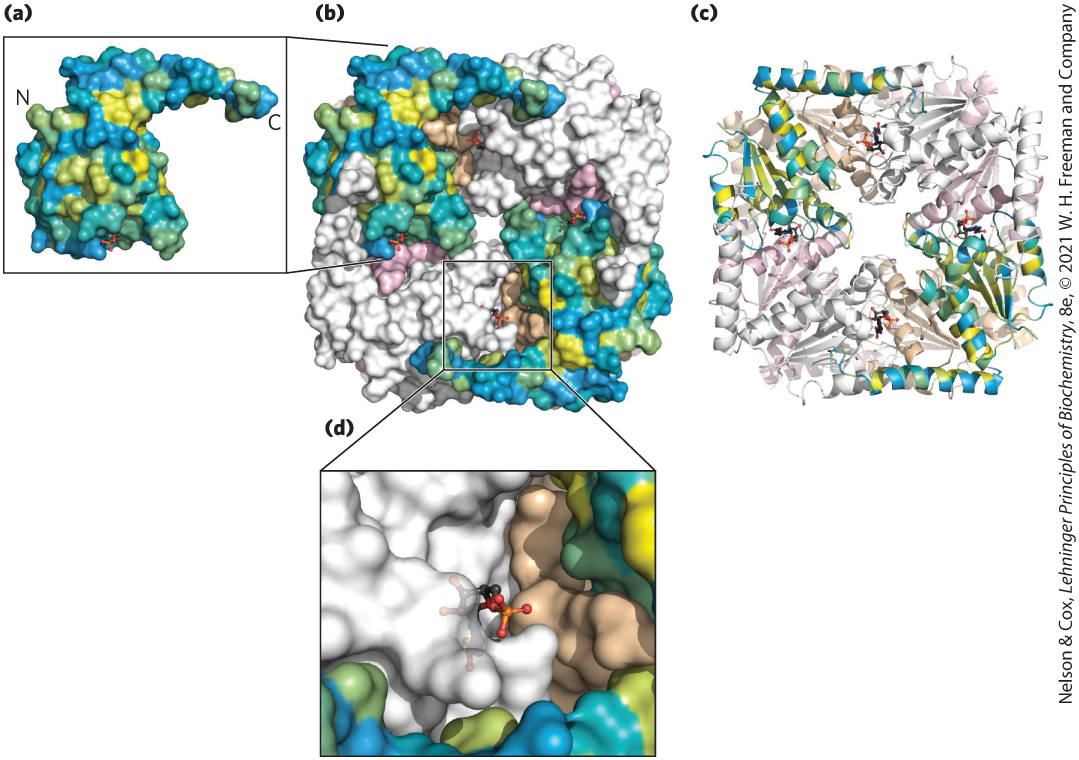 (a)
(b)
(c)
N
C
(d)
Nelson & Cox, Lehninger Principles of Biochemistry, 8e, © 2021 W. H. Freeman and Company